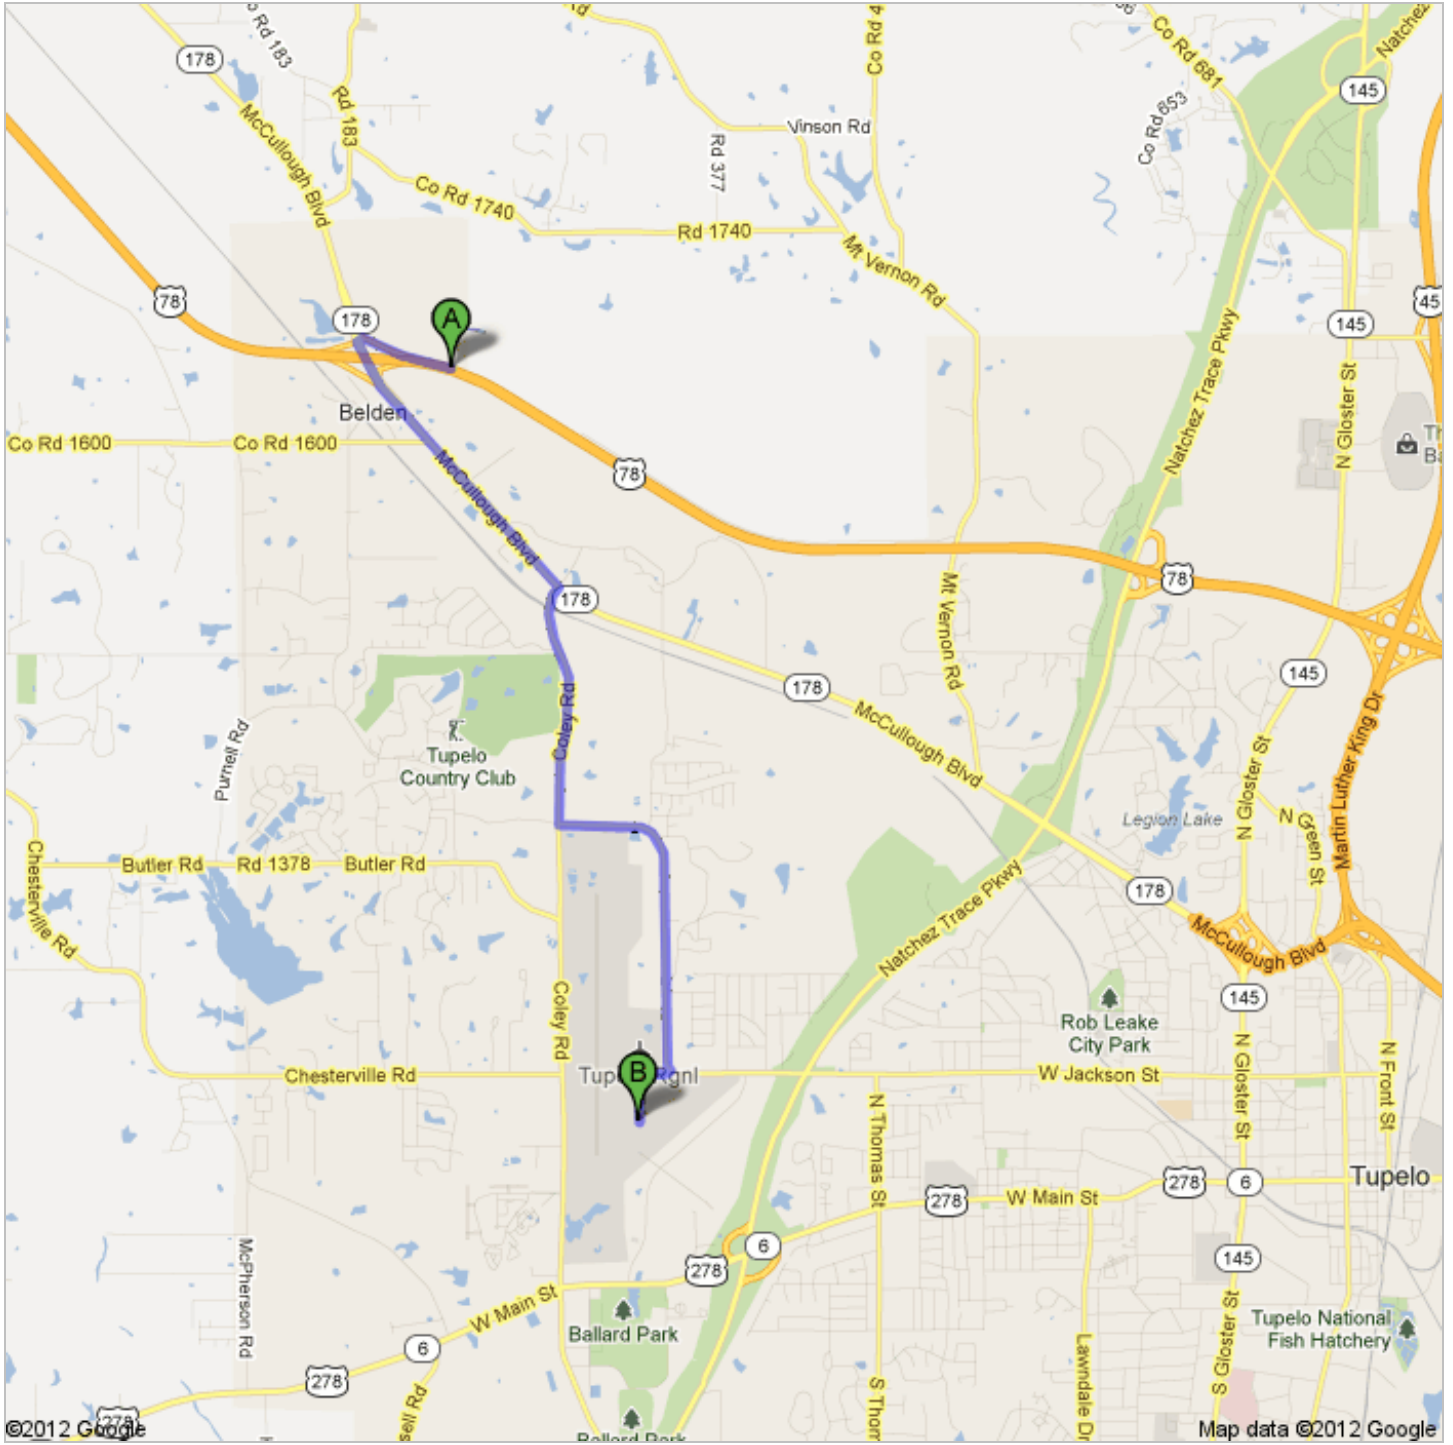 Co Rd 681
Natchez
178
Rd 183
Co Rd 4
145
McCullough Blvd
Rd 183
Vinson Rd
Co Rd 653
Rd 377
Co Rd 1740
Rd 1740
Mt Vernon Rd
78
178
A
45
145
Natchez Trace Pkwy
Belden
Co Rd 1600
Co Rd 1600
N Gloster St
78
McCullough Blvd
178
78
Mt Vernon Rd
145
178
Coley Rd
McCullough Blvd
Purnell Rd
Tupelo
Country Club
Martin Luther King Dr
N Gloster St
Legion Lake
N Green St
Chesterville Rd
Butler Rd
Rd 1378
Butler Rd
178
Natchez Trace Pkwy
McCullough Blvd
145
Coley Rd
Rob Leake
City Park
Chesterville Rd
B
W Jackson St
N Gloster St
N Front St
N Thomas St
278
W Main St
278
6
Tupelo
6
278
145
McPherson Rd
W Main St
Ballard Park
Tupelo National
Fish Hatchery
6
278
S Gloster St
Lawndale Dr
S Thom
278
©2012 Google
Ballard Park
Map data ©2012 Google